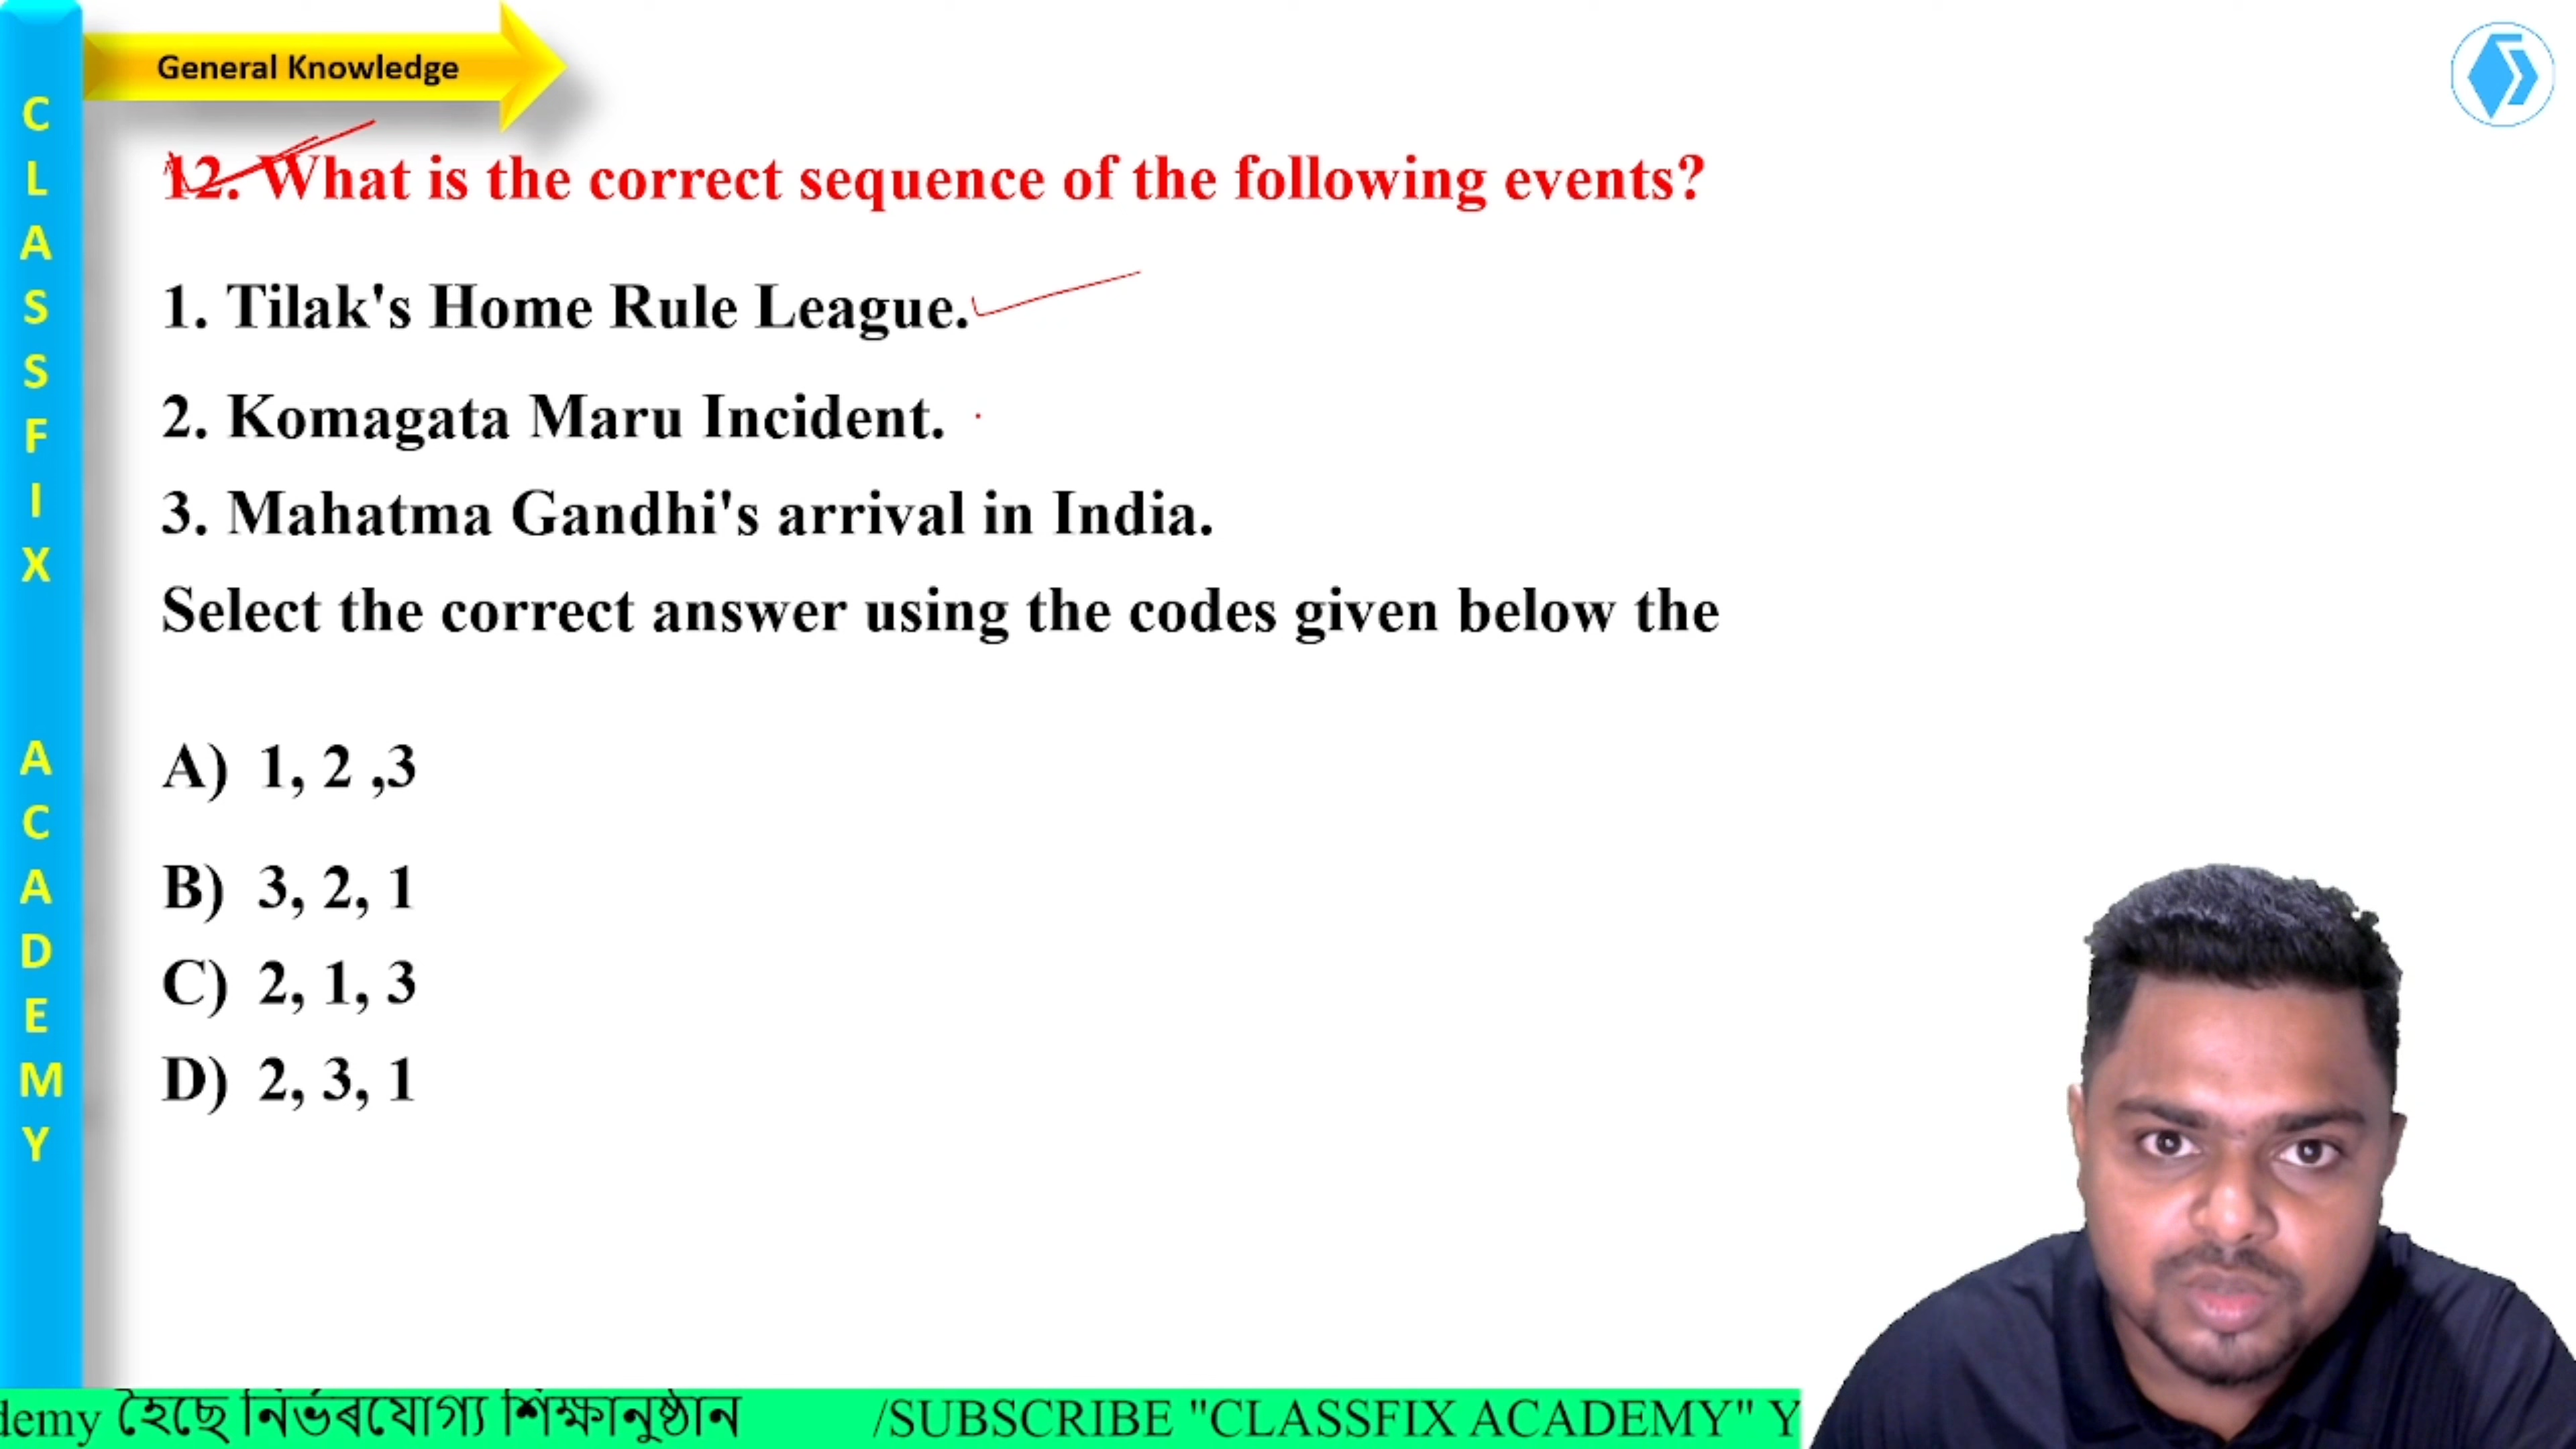 General Knowledge
CLASSFIX ACADEMY
12. What is the correct sequence of the following events?
1. Tilak's Home Rule League.
2. Komagata Maru Incident.
3. Mahatma Gandhi's arrival in India.
Select the correct answer using the codes given below the
A) 1, 2 ,3
B) 3, 2, 1
C) 2, 1, 3
D) 2, 3, 1
demy হৈছে নিৰ্ভৰযোগ্য শিক্ষানুষ্ঠান /SUBSCRIBE "CLASSFIX ACADEMY" Y